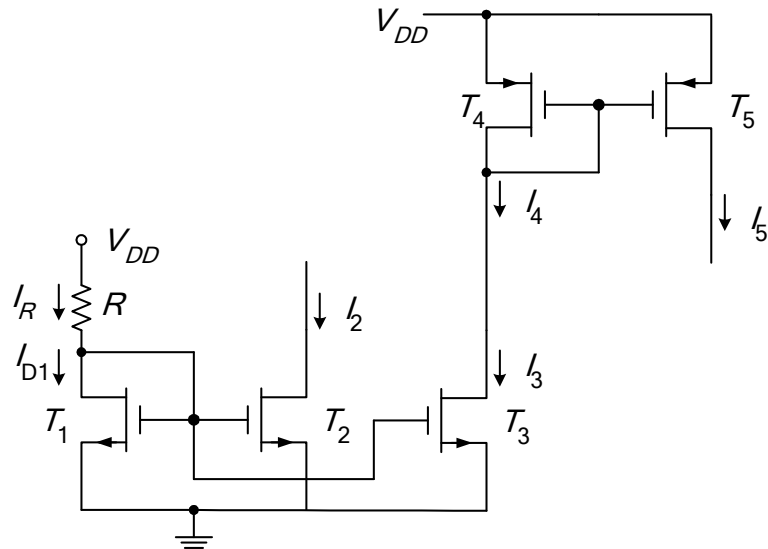 V_DD
T_4
T_5
I_4
I_5
V_DD
I_R
R
I_2
I_D1
I_3
T_1
T_2
T_3